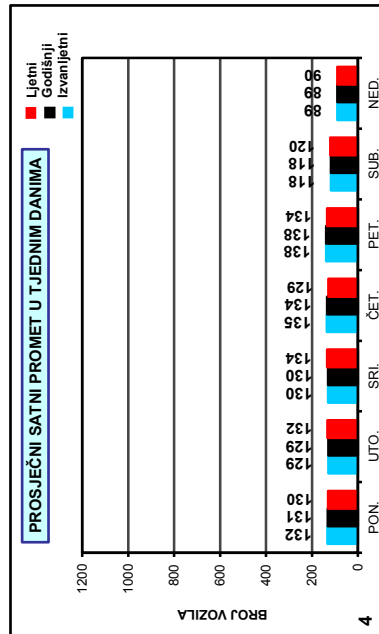 PROSJEČNI SATNI PROMET U TJEDNIM DANIMA
Ljetni
Godišnji
Izvanljetni
BROJ VOZILA
1200
1000
800
600
400
200
0
132 131 130
129 129 132
130 130 134
135 134 129
138 138 134
118 118 120
89 89 90
PON. UTO. SRI. ČET. PET. SUB. NED.
4